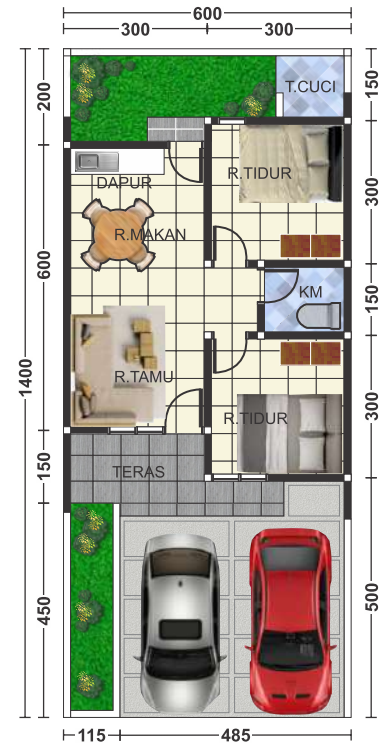 600
300 300
200
150
T.CUCI
DAPUR
R.TIDUR
300
R.MAKAN
600
KM
150
1400
R.TAMU
R.TIDUR
300
150
TERAS
450
500
115 485